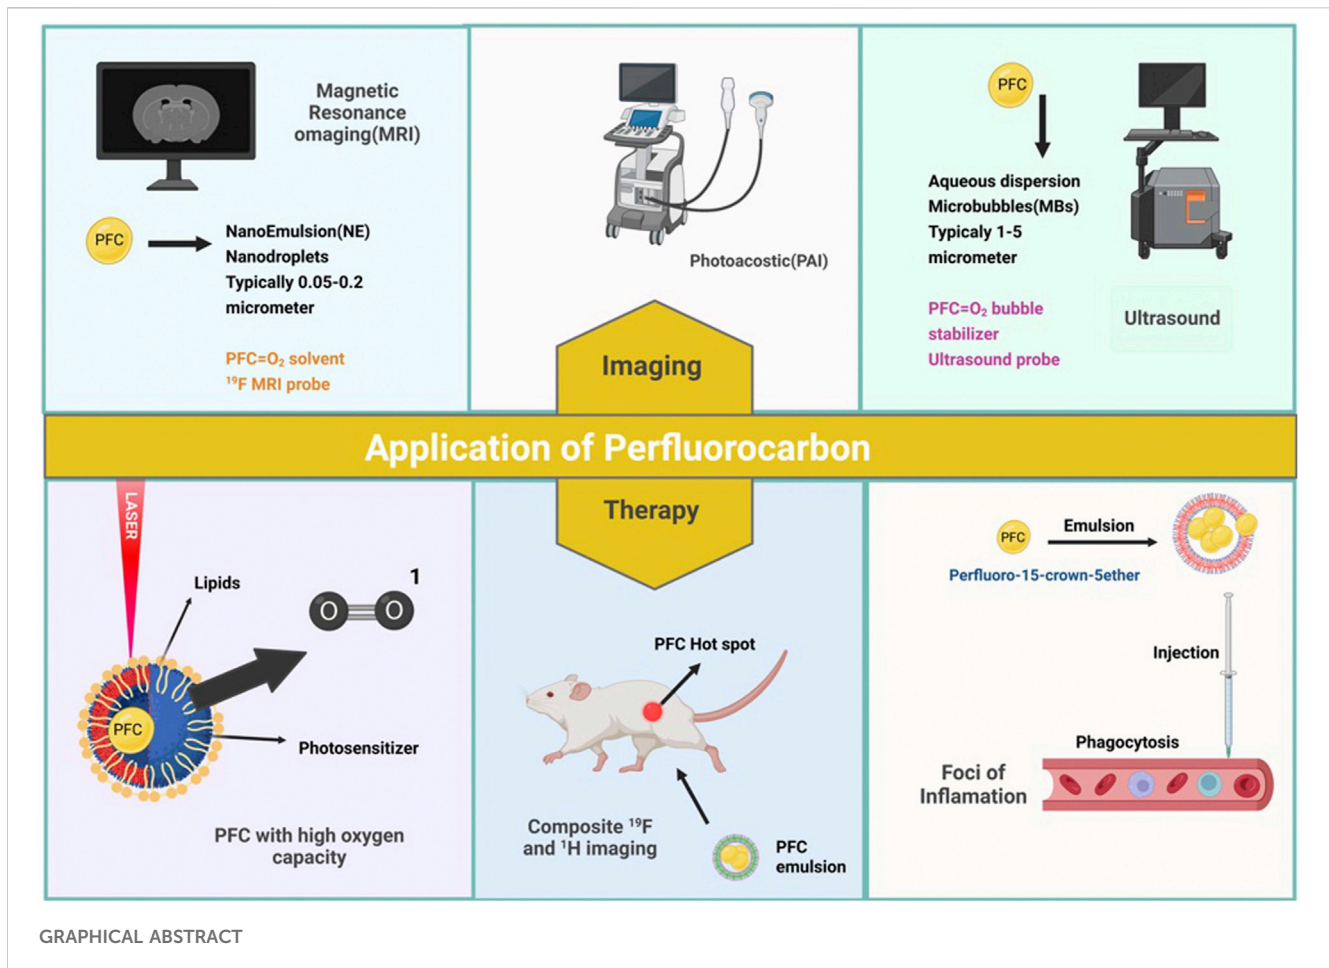 Magnetic
Resonance
omaging(MRI)
PFC
NanoEmulsion(NE)
Nanodroplets
Typically 0.05-0.2
micrometer
PFC=O₂ solvent
¹⁹F MRI probe
Photoacostic(PAI)
PFC
Aqueous dispersion
Microbubbles(MBs)
Typicaly 1-5
micrometer
PFC=O₂ bubble
stabilizer
Ultrasound probe
Ultrasound
Imaging
Application of Perfluorocarbon
Therapy
LASER
Lipids
1
O O
PFC
Photosensitizer
PFC with high oxygen
capacity
PFC Hot spot
Composite ¹⁹F
and ¹H imaging
PFC
emulsion
PFC
Emulsion
Perfluoro-15-crown-5ether
Injection
Phagocytosis
Foci of
Inflamation
GRAPHICAL ABSTRACT